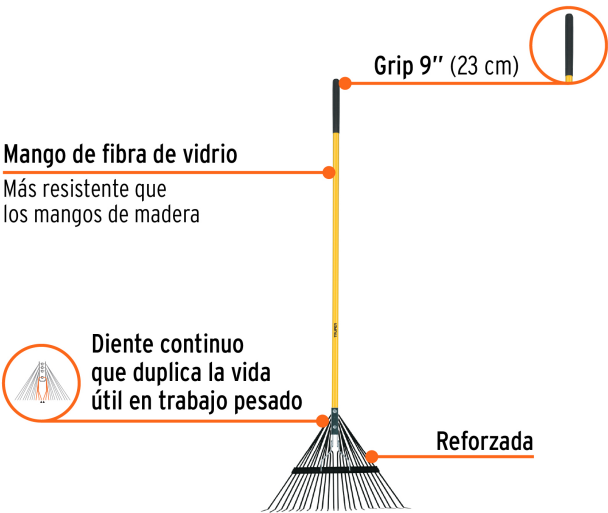 Grip 9″ (23 cm)
Mango de fibra de vidrio
Más resistente que
los mangos de madera
Diente continuo
que duplica la vida
útil en trabajo pesado
Reforzada